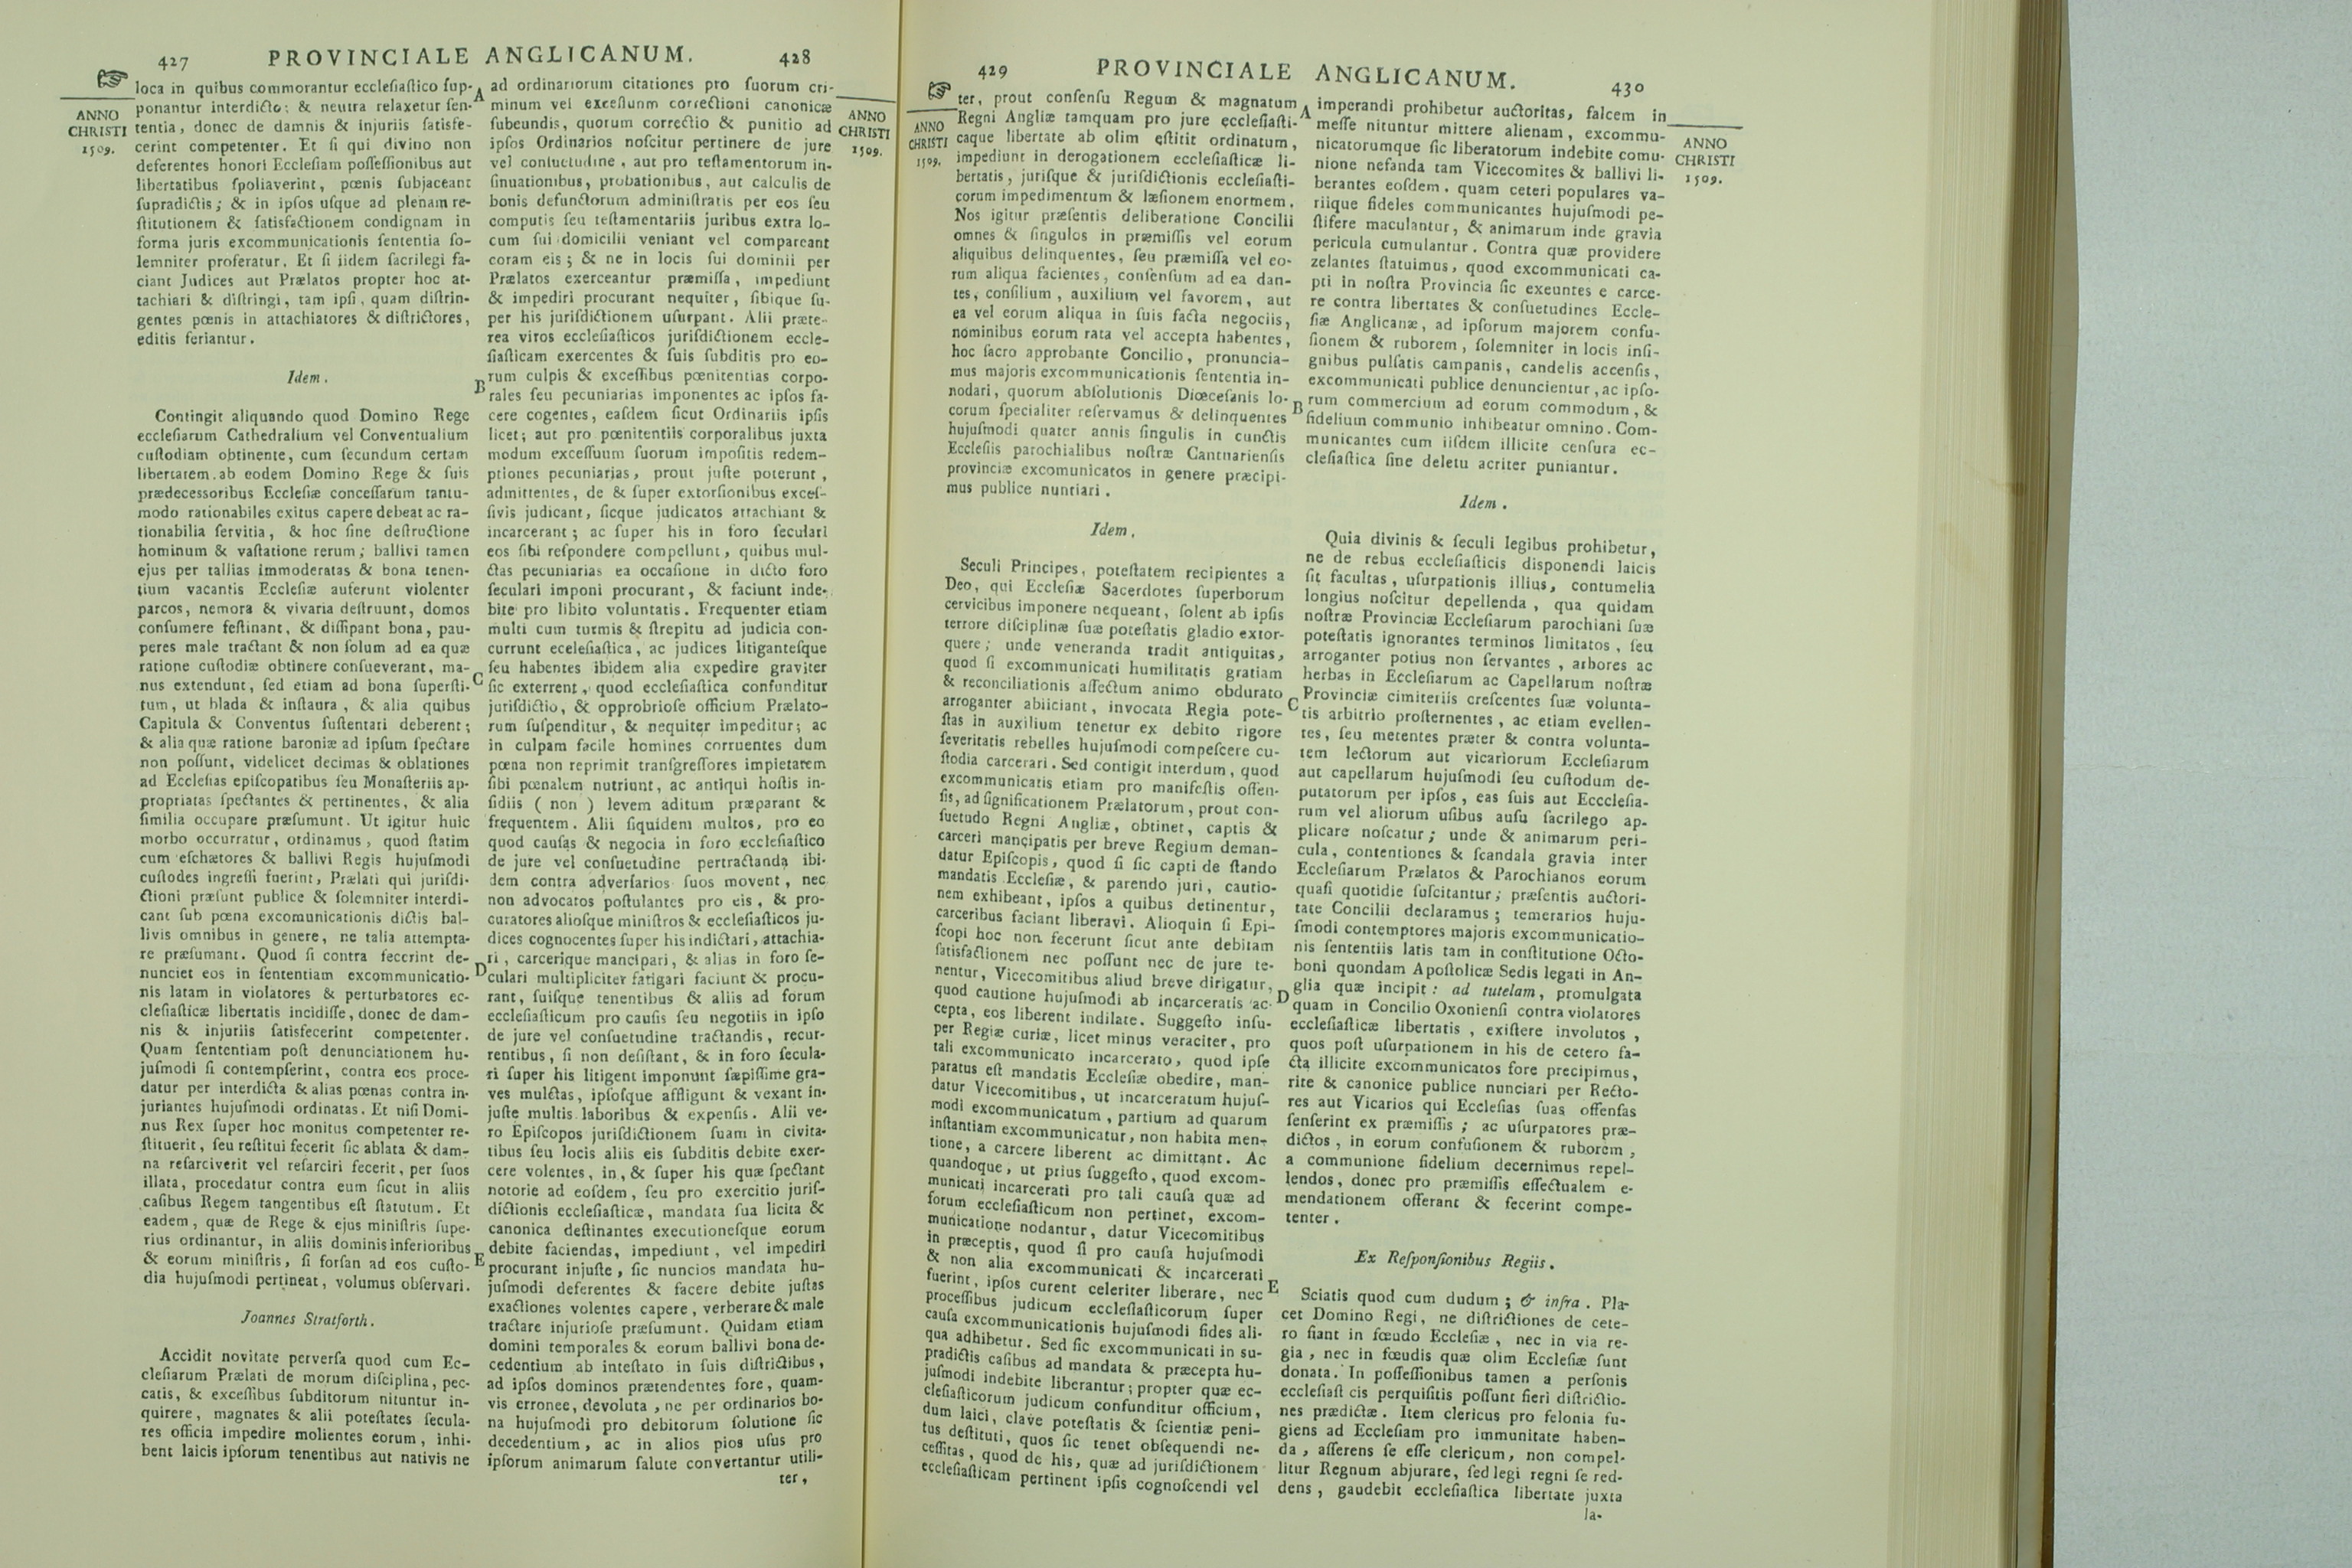 427 PROVINCIALE ANGLICANUM. 428
ANNO
CHRISTI
1509.
loca in quibus commorantur ecclesiastico sup-
ponantur interdicto; & neutra relaxetur sen-
tentia, donec de damnis & injuriis satisfe-
cerint competenter. Et si qui divino non
deferentes honori Ecclesiam possessionibus aut
libertatibus spoliaverint, pœnis subjaceant
supradictis; & in ipsos usque ad plenam re-
stitutionem & satisfactionem condignam in
forma juris excommunicationis sententia so-
lemniter proferatur. Et si iidem sacrilegi fa-
ciant Judices aut Prælatos propter hoc at-
tachiari & distringi, tam ipsi, quam distrin-
gentes pœnis in attachiatores & districtores,
editis feriantur.
Idem.
Contingit aliquando quod Domino Rege
ecclesiarum Cathedralium vel Conventualium
custodiam obtinente, cum secundum certam
libertatem ab eodem Domino Rege & suis
prædecessoribus Ecclesiæ concessarum tantu-
modo rationabiles exitus capere debeat ac ra-
tionabilia servitia, & hoc sine destructione
hominum & vastatione rerum; ballivi tamen
ejus per tallias immoderatas & bona tenen-
tium vacantis Ecclesiæ auferunt violenter
parcos, nemora & vivaria destruunt, domos
consumere festinant, & dissipant bona, pau-
peres male tractant & non solum ad ea quæ
ratione custodiæ obtinere consueverant, ma-
nus extendunt, sed etiam ad bona supersti-
tum, ut blada & instaura, & alia quibus
Capitula & Conventus sustentari deberent;
& alia quæ ratione baroniæ ad ipsum spectare
non possunt, videlicet decimas & oblationes
ad Ecclesias episcopatibus seu Monasteriis ap-
propriatas spectantes & pertinentes, & alia
similia occupare præsumunt. Ut igitur huic
morbo occurratur, ordinamus, quod statim
cum eschætores & ballivi Regis hujusmodi
custodes ingressi fuerint, Prælati qui jurisdi-
ctioni præsunt publice & solemniter interdi-
cant sub pœna excomunicationis dictis bal-
livis omnibus in genere, ne talia attempta-
re præsumant. Quod si contra fecerint de-
nunciet eos in sententiam excommunicatio-
nis latam in violatores & perturbatores ec-
clesiasticæ libertatis incidisse, donec de dam-
nis & injuriis satisfecerint competenter.
Quam sententiam post denunciationem hu-
jusmodi si contempserint, contra eos proce-
datur per interdicta & alias pœnas contra in-
juriantes hujusmodi ordinatas. Et nisi Domi-
nus Rex super hoc monitus competenter re-
stituerit, seu restitui fecerit sic ablata & dam-
na resarciverit vel resarciri fecerit, per suos
illata, procedatur contra eum sicut in aliis
casibus Regem tangentibus est statutum. Et
eadem, quæ de Rege & ejus ministris supe-
rius ordinantur, in aliis dominis inferioribus
& eorum ministris, si forsan ad eos custo-
dia hujusmodi pertineat, volumus observari.
Joannes Stratforth.
Accidit novitate perversa quod cum Ec-
clesiarum Prælati de morum disciplina, pec-
catis, & excessibus subditorum nituntur in-
quirere, magnates & alii potestates secula-
res officia impedire molientes eorum, inhi-
bent laicis ipsorum tenentibus aut nativis ne
A
B
C
D
E
ad ordinariorum citationes pro suorum cri-
minum vel excessuum correctioni canonicæ
subeundis, quorum correctio & punitio ad
ipsos Ordinarios noscitur pertinere de jure
vel consuetudine, aut pro testamentorum in-
sinuationibus, probationibus, aut calculis de
bonis defunctorum administratis per eos seu
computis seu testamentariis juribus extra lo-
cum sui domicilii veniant vel compareant
coram eis; & ne in locis sui dominii per
Prælatos exerceantur præmissa, impediunt
& impediri procurant nequiter, sibique su-
per his jurisdictionem usurpant. Alii præte-
rea viros ecclesiasticos jurisdictionem eccle-
siasticam exercentes & suis subditis pro eo-
rum culpis & excessibus pœnitentias corpo-
rales seu pecuniarias imponentes ac ipsos fa-
cere cogentes, easdem sicut Ordinariis ipsis
licet; aut pro pœnitentiis corporalibus juxta
modum excessuum suorum impositis redem-
ptiones pecuniarias, prout juste poterunt,
admittentes, de & super extorsionibus exces-
sivis judicant, sicque judicatos attachiant &
incarcerant; ac super his in foro seculari
eos sibi respondere compellunt, quibus mul-
ctas pecuniarias ea occasione in dicto foro
seculari imponi procurant, & faciunt inde-
bite pro libito voluntatis. Frequenter etiam
multi cum turmis & strepitu ad judicia con-
currunt ecclesiastica, ac judices litigantesque
seu habentes ibidem alia expedire graviter
sic exterrent, quod ecclesiastica confunditur
jurisdictio, & opprobriose officium Prælato-
rum suspenditur, & nequiter impeditur; ac
in culpam facile homines corruentes dum
pœna non reprimit transgressores impietatem
sibi pœnalem nutriunt, ac antiqui hostis in-
sidiis ( non ) levem aditum præparant &
frequentem. Alii siquidem multos, pro eo
quod causas & negocia in foro ecclesiastico
de jure vel consuetudine pertractanda ibi-
dem contra adversarios suos movent, nec
non advocatos postulantes pro eis, & pro-
curatores aliosque ministros & ecclesiasticos ju-
dices cognocentes super his indictari, attachia-
ri, carcerique mancipari, & alias in foro se-
culari multipliciter fatigari faciunt & procu-
rant, suisque tenentibus & aliis ad forum
ecclesiasticum pro causis seu negotiis in ipso
de jure vel consuetudine tractandis, recur-
rentibus, si non desistant, & in foro secula-
ri super his litigent imponunt sæpissime gra-
ves mulctas, ipsosque affligunt & vexant in-
juste multis laboribus & expensis. Alii ve-
ro Episcopos jurisdictionem suam in civita-
tibus seu locis aliis eis subditis debite exer-
cere volentes, in, & super his quæ spectant
notorie ad eosdem, seu pro exercitio juris-
dictionis ecclesiasticæ, mandata sua licita &
canonica destinantes executionesque eorum
debite faciendas, impediunt, vel impediri
procurant injuste, sic nuncios mandata hu-
jusmodi deferentes & facere debite justas
exactiones volentes capere, verberare & male
tractare injuriose præsumunt. Quidam etiam
domini temporales & eorum ballivi bona de-
cedentium ab intestato in suis districtibus,
ad ipsos dominos prætendentes fore, quam-
vis erronee, devoluta, ne per ordinarios bo-
na hujusmodi pro debitorum solutione sic
decedentium, ac in alios pios usus pro
ipsorum animarum salute convertantur utili-
ter,
ANNO
CHRISTI
1509.
429 PROVINCIALE ANGLICANUM. 430
ANNO
CHRISTI
1509.
ter, prout consensu Regum & magnatum
Regni Angliæ tamquam pro jure ecclesiasti-
caque libertate ab olim estitit ordinatum,
impediunt in derogationem ecclesiasticæ li-
bertatis, jurisque & jurisdictionis ecclesiasti-
corum impedimentum & læsionem enormem.
Nos igitur præsentis deliberatione Concilii
omnes & singulos in præmissis vel eorum
aliquibus delinquentes, seu præmissa vel eo-
rum aliqua facientes, consensum ad ea dan-
tes, consilium, auxilium vel favorem, aut
ea vel eorum aliqua in suis facta negociis,
nominibus eorum rata vel accepta habentes,
hoc sacro approbante Concilio, pronuncia-
mus majoris excommunicationis sententia in-
nodari, quorum absolutionis Diœcesanis lo-
corum specialiter reservamus & delinquentes
hujusmodi quater annis singulis in cunctis
Ecclesiis parochialibus nostræ Cantuariensis
provinciæ excomunicatos in genere præcipi-
mus publice nuntiari.
Idem.
Seculi Principes, potestatem recipientes a
Deo, qui Ecclesiæ Sacerdotes superborum
cervicibus imponere nequeant, solent ab ipsis
terrore disciplinæ suæ potestatis gladio extor-
quere; unde veneranda tradit antiquitas,
quod si excommunicati humilitatis gratiam
& reconciliationis affectum animo obdurato
arroganter abiiciant, invocata Regia pote-
stas in auxilium tenetur ex debito rigore
severitatis rebelles hujusmodi compescere cu-
stodia carcerari. Sed contigit interdum, quod
excommunicatis etiam pro manifestis offen-
sis, ad significationem Prælatorum, prout con-
suetudo Regni Angliæ, obtinet, captis &
carceri mancipatis per breve Regium deman-
datur Episcopis, quod si sic capti de stando
mandatis Ecclesiæ, & parendo juri, cautio-
nem exhibeant, ipsos a quibus detinentur,
carceribus faciant liberavi. Alioquin si Epi-
scopi hoc non fecerunt sicut ante debitam
satisfactionem nec possunt nec de jure te-
nentur, Vicecomitibus aliud breve dirigatur,
quod cautione hujusmodi ab incarceratis ac-
cepta, eos liberent indilate. Suggesto insu-
per Regiæ curiæ, licet minus veraciter, pro
tali excommunicato incarcerato, quod ipse
paratus est mandatis Ecclesiæ obedire, man-
datur Vicecomitibus, ut incarceratum hujus-
modi excommunicatum, partium ad quarum
instantiam excommunicatur, non habita men-
tione, a carcere liberent ac dimittant. Ac
quandoque, ut prius suggesto, quod excom-
municati incarcerati pro tali causa quæ ad
forum ecclesiasticum non pertinet, excom-
municatione nodantur, datur Vicecomitibus
in præceptis, quod si pro causa hujusmodi
& non alia excommunicati & incarcerati
fuerint, ipsos curent celeriter liberare, nec
processibus judicum ecclesiasticorum super
causa excommunicationis hujusmodi fides ali-
qua adhibetur. Sed sic excommunicati in su-
pradictis casibus ad mandata & præcepta hu-
jusmodi indebite liberantur; propter quæ ec-
clesiasticorum judicum confunditur officium,
dum laici, clave potestatis & scientiæ peni-
tus destituti, quos sic tenet obsequendi ne-
cessitas, quod de his, quæ ad jurisdictionem
ecclesiasticam pertinent ipsis cognoscendi vel
A
B
C
D
E
imperandi prohibetur auctoritas, falcem in
messe nituntur mittere alienam, excommu-
nicatorumque sic liberatorum indebite comu-
nione nefanda tam Vicecomites & ballivi li-
berantes eosdem, quam ceteri populares va-
riique fideles communicantes hujusmodi pe-
stifere maculantur, & animarum inde gravia
pericula cumulantur. Contra quæ providere
zelantes statuimus, quod excommunicati ca-
pti in nostra Provincia sic exeuntes e carce-
re contra libertates & consuetudines Eccle-
siæ Anglicanæ, ad ipsorum majorem confu-
sionem & ruborem, solemniter in locis insi-
gnibus pulsatis campanis, candelis accensis,
excommunicati publice denuncientur, ac ipso-
rum commercium ad eorum commodum, &
fidelium communio inhibeatur omnino. Com-
municantes cum iisdem illicite censura ec-
clesiastica sine deletu acriter puniantur.
Idem.
Quia divinis & seculi legibus prohibetur,
ne de rebus ecclesiasticis disponendi laicis
sit facultas, usurpationis illius, contumelia
longius noscitur depellenda, qua quidam
nostræ Provinciæ Ecclesiarum parochiani suæ
potestatis ignorantes terminos limitatos, seu
arroganter potius non servantes, arbores ac
herbas in Ecclesiarum ac Capellarum nostræ
Provinciæ cimiteriis crescentes suæ volunta-
tis arbitrio prosternentes, ac etiam evellen-
tes, seu metentes præter & contra volunta-
tem lectorum aut vicariorum Ecclesiarum
aut capellarum hujusmodi seu custodum de-
putatorum per ipsos, eas suis aut Eccclesia-
rum vel aliorum usibus ausu sacrilego ap-
plicare noscatur; unde & animarum peri-
cula, contentiones & scandala gravia inter
Ecclesiarum Prælatos & Parochianos eorum
quasi quotidie suscitantur; præsentis auctori-
tate Concilii declaramus; temerarios huju-
smodi contemptores majoris excommunicatio-
nis sententiis latis tam in constitutione Octo-
boni quondam Apostolicæ Sedis legati in An-
glia quæ incipit: ad tutelam, promulgata
quam in Concilio Oxoniensi contra violatores
ecclesiasticæ libertatis, existere involutos,
quos post usurpationem in his de cetero fa-
cta illicite excommunicatos fore precipimus,
rite & canonice publice nunciari per Recto-
res aut Vicarios qui Ecclesias suas offensas
senserint ex præmissis; ac usurpatores præ-
dictos, in eorum confusionem & ruborem,
a communione fidelium decernimus repel-
lendos, donec pro præmissis effectualem e-
mendationem offerant & fecerint compe-
tenter.
Ex Responsionibus Regiis.
Sciatis quod cum dudum; & infra. Pla-
cet Domino Regi, ne districtiones de cete-
ro fiant in fœudo Ecclesiæ, nec in via re-
gia, nec in fœudis quæ olim Ecclesiæ sunt
donata. In possessionibus tamen a personis
ecclesiast cis perquisitis possunt fieri districtio-
nes prædictæ. Item clericus pro felonia fu-
giens ad Ecclesiam pro immunitate haben-
da, asserens se esse clericum, non compel-
litur Regnum abjurare, sed legi regni se red-
dens, gaudebit ecclesiastica libertate juxta
la-
ANNO
CHRISTI
1509.